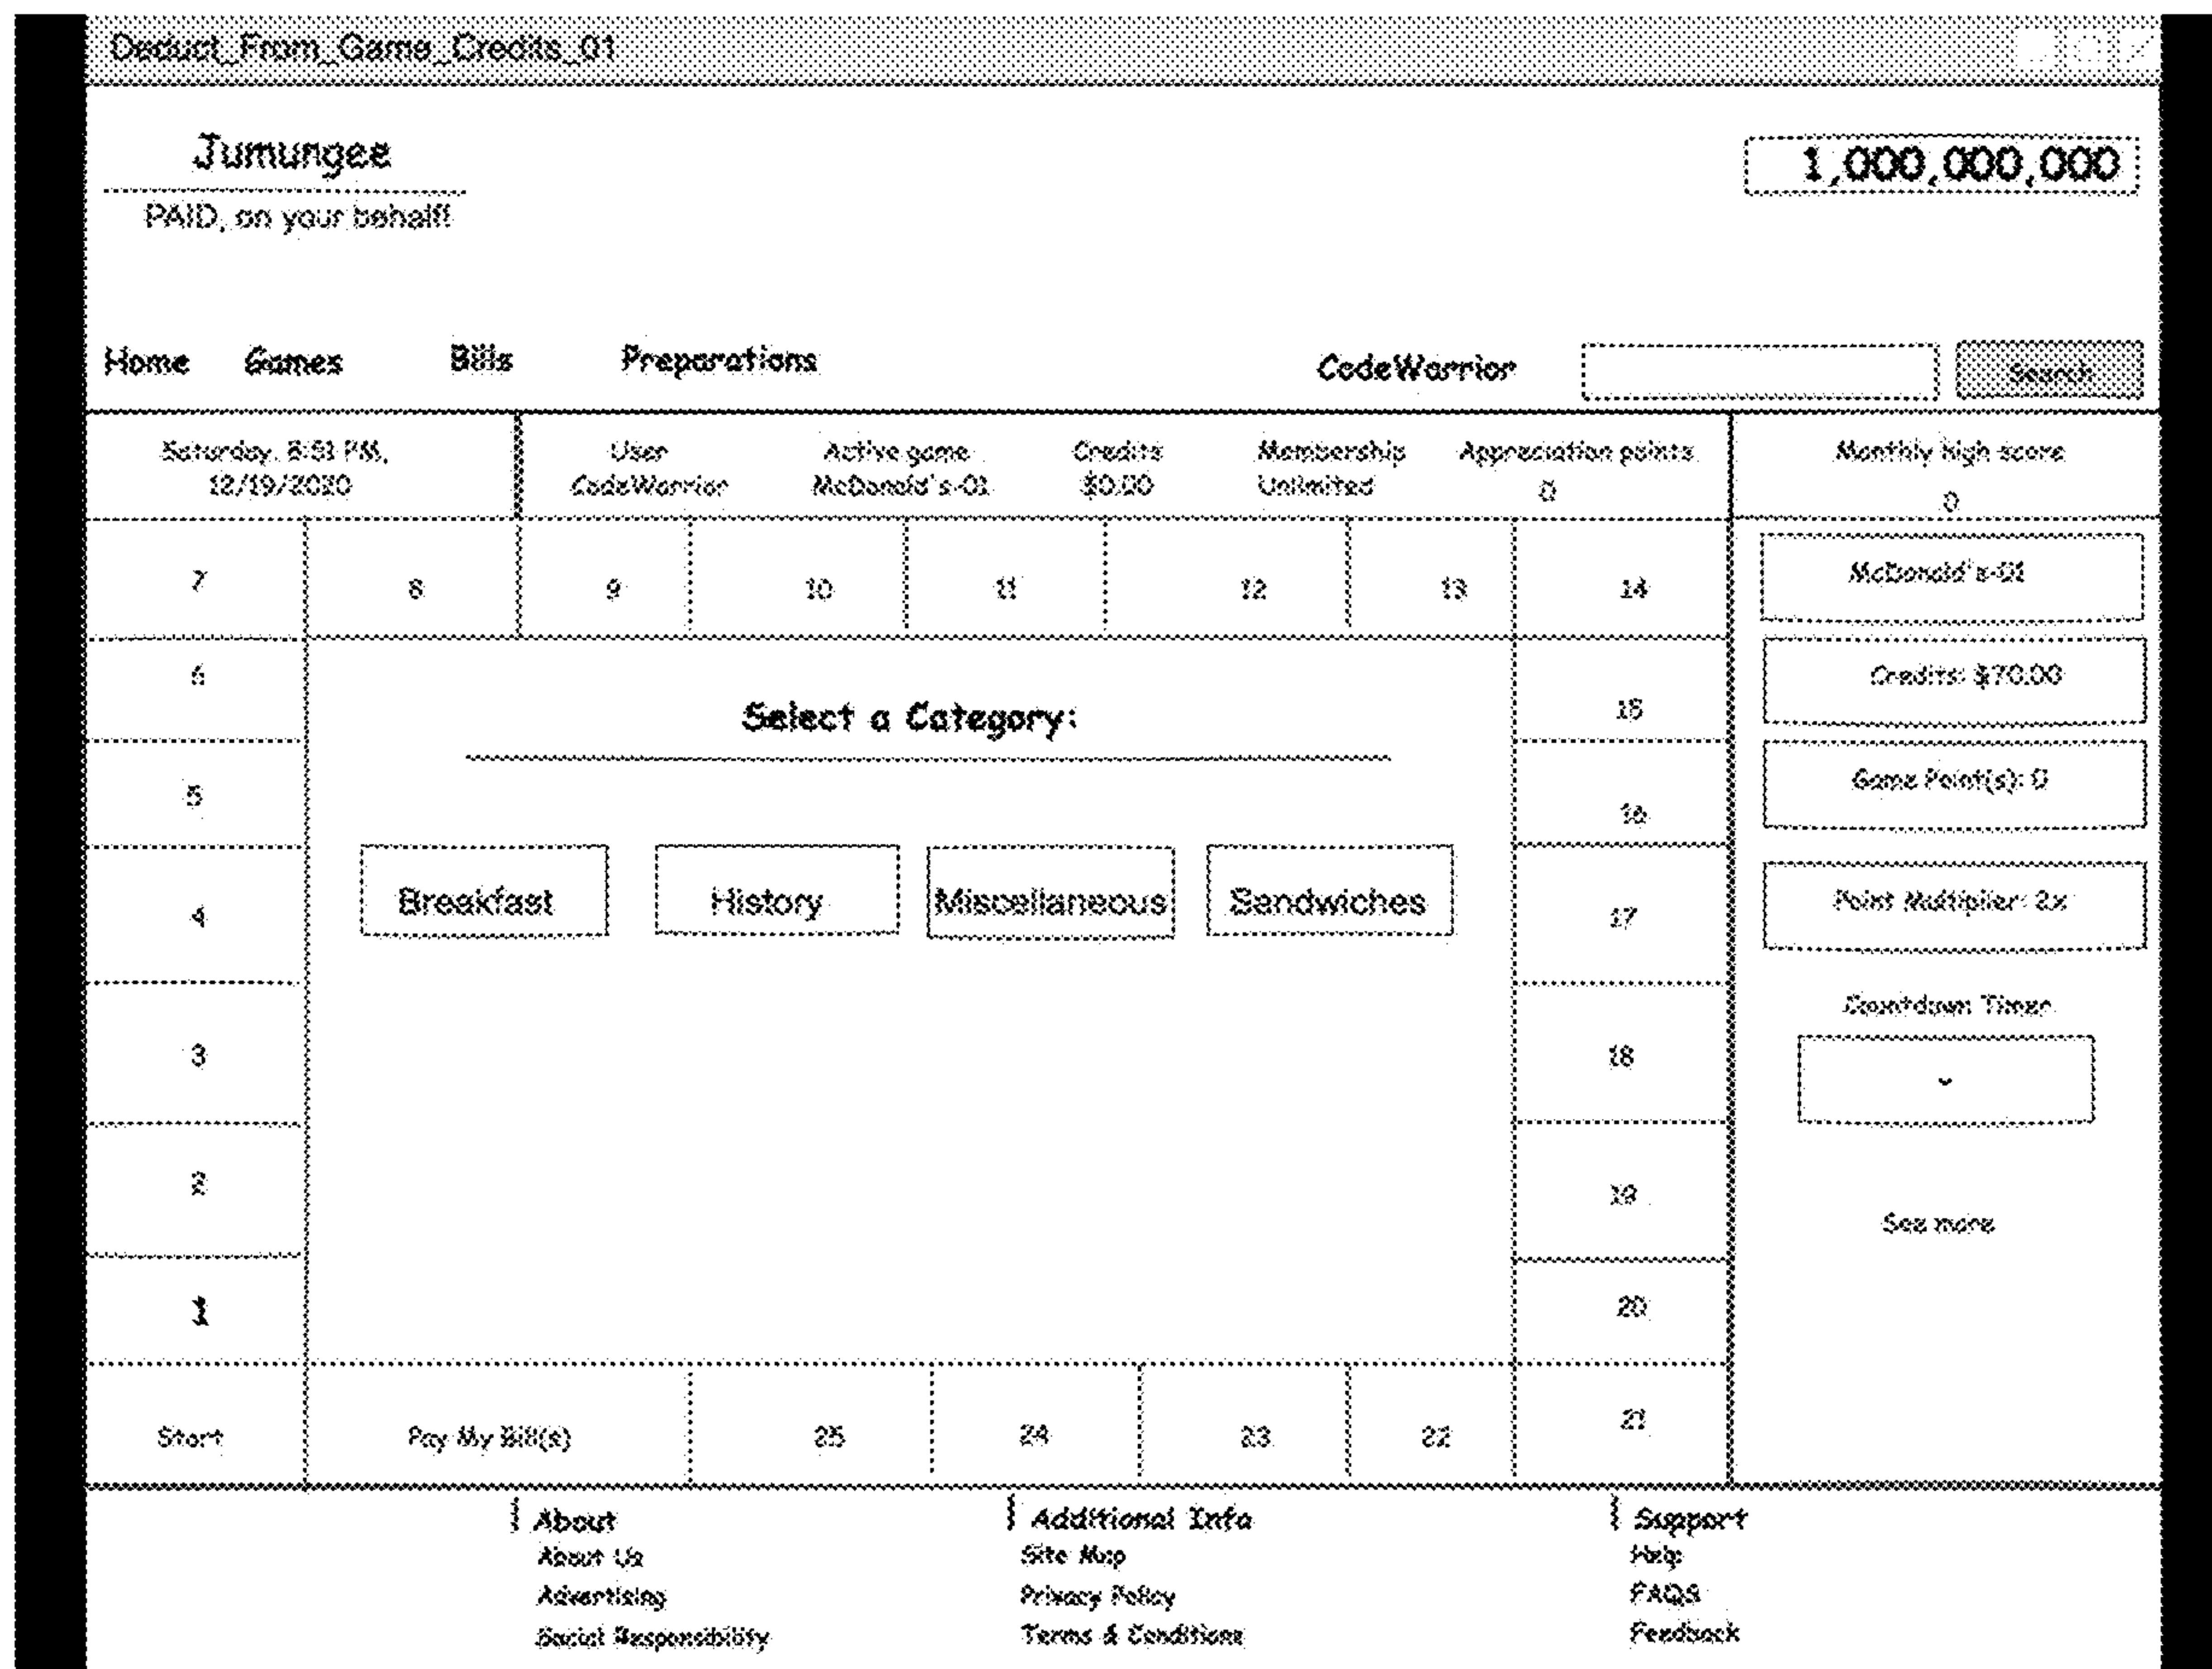 Deduct_From_Game_Credits_01
Jumungee
1,000,000,000
PAID, on your behalf!
Home Games Bills Preparations CodeWarrior Search
Saturday, 8:51 PM, User Active game Credits Membership Appreciation points Monthly high score
12/19/2020 CodeWarrior McDonald's-01 $0.00 Unlimited 0 0
7 8 9 10 11 12 13 14 McDonald's-01
6 15 Credits: $70.00
Select a Category:
5 16 Game Point(s): 0
4 Breakfast History Miscellaneous Sandwiches 17 Point Multiplier: 2x
Countdown Timer
3 18 -
2 19 See more
1 20
Start Pay My Bill(s) 25 24 23 22 21
About Additional Info Support
About Us Site Map Help
Advertising Privacy Policy FAQS
Social Responsibility Terms & Conditions Feedback